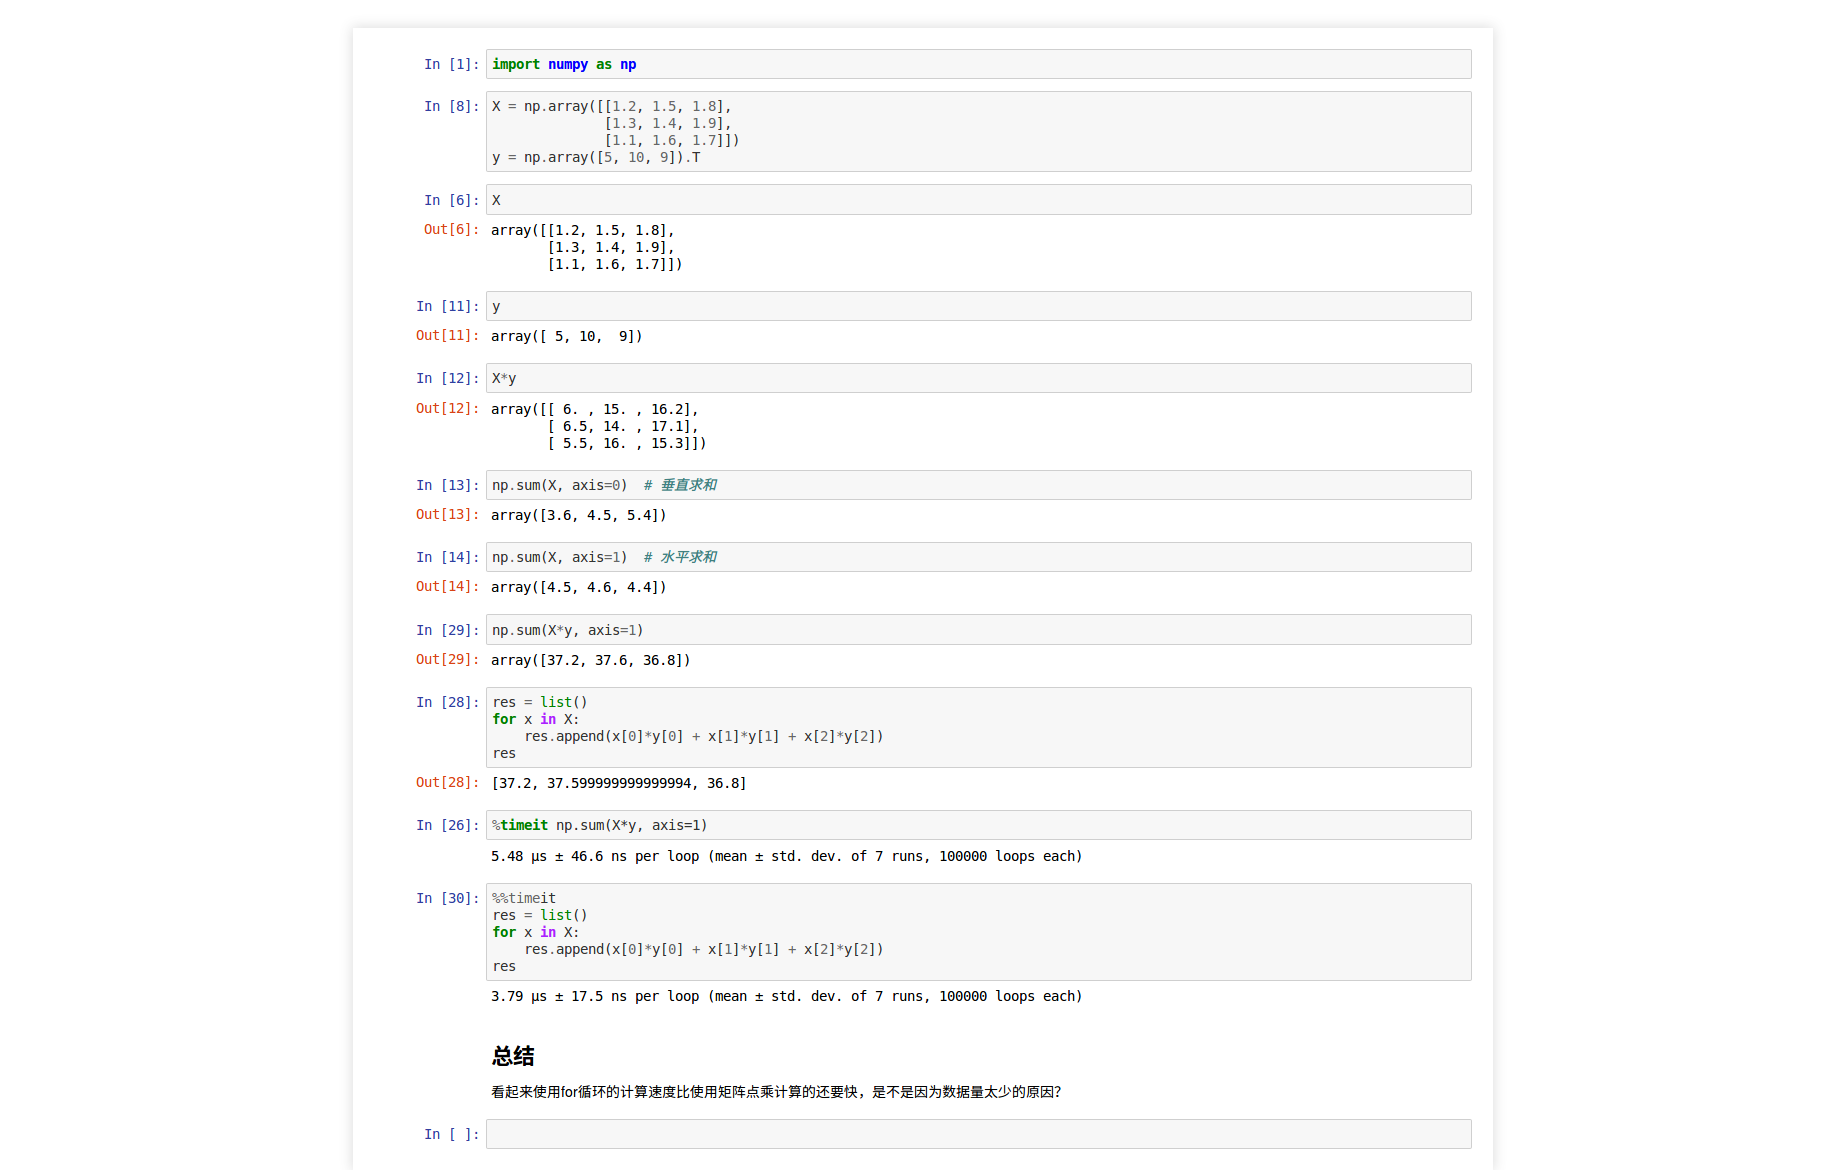 In [1]: import numpy as np
In [8]: X = np.array([[1.2, 1.5, 1.8],
              [1.3, 1.4, 1.9],
              [1.1, 1.6, 1.7]])
y = np.array([5, 10, 9]).T
In [6]: X
Out[6]: array([[1.2, 1.5, 1.8],
       [1.3, 1.4, 1.9],
       [1.1, 1.6, 1.7]])
In [11]: y
Out[11]: array([ 5, 10,  9])
In [12]: X*y
Out[12]: array([[ 6. , 15. , 16.2],
       [ 6.5, 14. , 17.1],
       [ 5.5, 16. , 15.3]])
In [13]: np.sum(X, axis=0)  # 垂直求和
Out[13]: array([3.6, 4.5, 5.4])
In [14]: np.sum(X, axis=1)  # 水平求和
Out[14]: array([4.5, 4.6, 4.4])
In [29]: np.sum(X*y, axis=1)
Out[29]: array([37.2, 37.6, 36.8])
In [28]: res = list()
for x in X:
    res.append(x[0]*y[0] + x[1]*y[1] + x[2]*y[2])
res
Out[28]: [37.2, 37.599999999999994, 36.8]
In [26]: %timeit np.sum(X*y, axis=1)
5.48 µs ± 46.6 ns per loop (mean ± std. dev. of 7 runs, 100000 loops each)
In [30]: %%timeit
res = list()
for x in X:
    res.append(x[0]*y[0] + x[1]*y[1] + x[2]*y[2])
res
3.79 µs ± 17.5 ns per loop (mean ± std. dev. of 7 runs, 100000 loops each)
总结
看起来使用for循环的计算速度比使用矩阵点乘计算的还要快，是不是因为数据量太少的原因？
In [ ]: